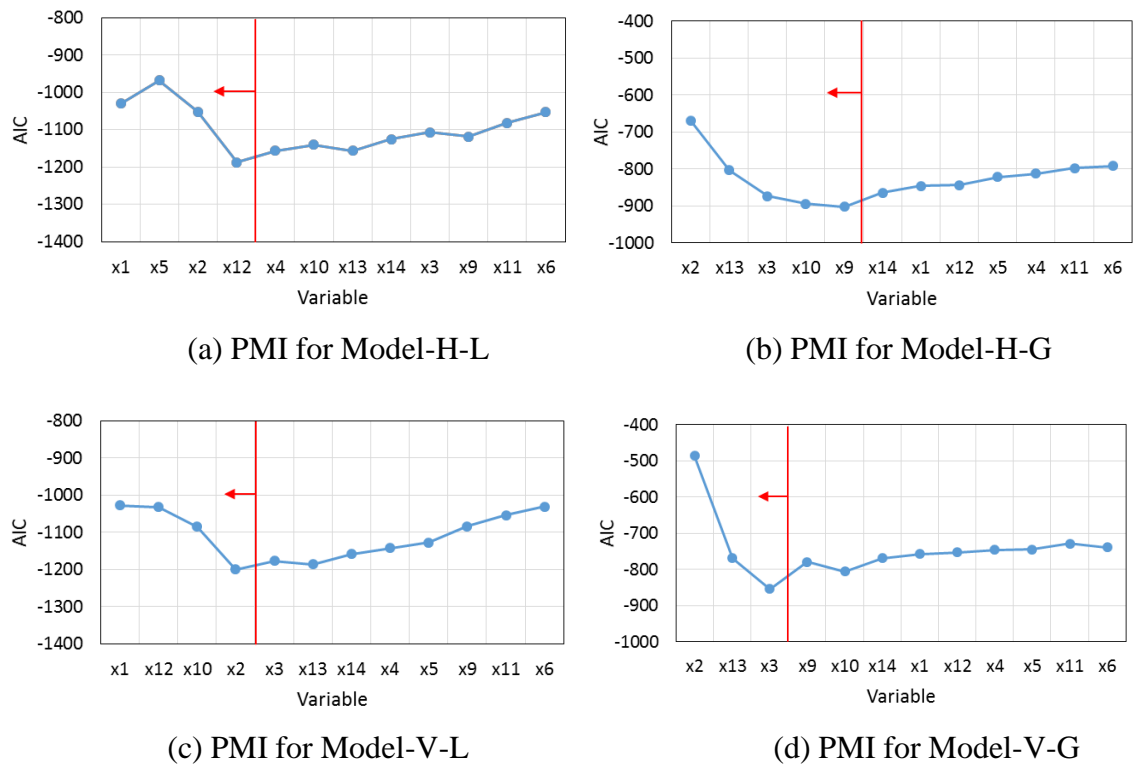 -800
-900
-1000
-1100
-1200
-1300
-1400
AIC
x1 x5 x2 x12 x4 x10 x13 x14 x3 x9 x11 x6
Variable
(a) PMI for Model-H-L
-400
-500
-600
-700
-800
-900
-1000
AIC
x2 x13 x3 x10 x9 x14 x1 x12 x5 x4 x11 x6
Variable
(b) PMI for Model-H-G
-800
-900
-1000
-1100
-1200
-1300
-1400
AIC
x1 x12 x10 x2 x3 x13 x14 x4 x5 x9 x11 x6
Variable
(c) PMI for Model-V-L
-400
-500
-600
-700
-800
-900
-1000
AIC
x2 x13 x3 x9 x10 x14 x1 x12 x4 x5 x11 x6
Variable
(d) PMI for Model-V-G